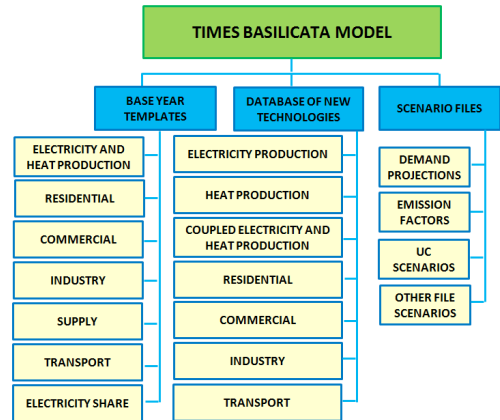 TIMES BASILICATA MODEL
BASE YEAR
TEMPLATES
ELECTRICITY AND
HEAT PRODUCTION
RESIDENTIAL
COMMERCIAL
INDUSTRY
SUPPLY
TRANSPORT
ELECTRICITY SHARE
DATABASE OF NEW
TECHNOLOGIES
ELECTRICITY PRODUCTION
HEAT PRODUCTION
COUPLED ELECTRICITY AND
HEAT PRODUCTION
RESIDENTIAL
COMMERCIAL
INDUSTRY
TRANSPORT
SCENARIO FILES
DEMAND
PROJECTIONS
EMISSION
FACTORS
UC
SCENARIOS
OTHER FILE
SCENARIOS